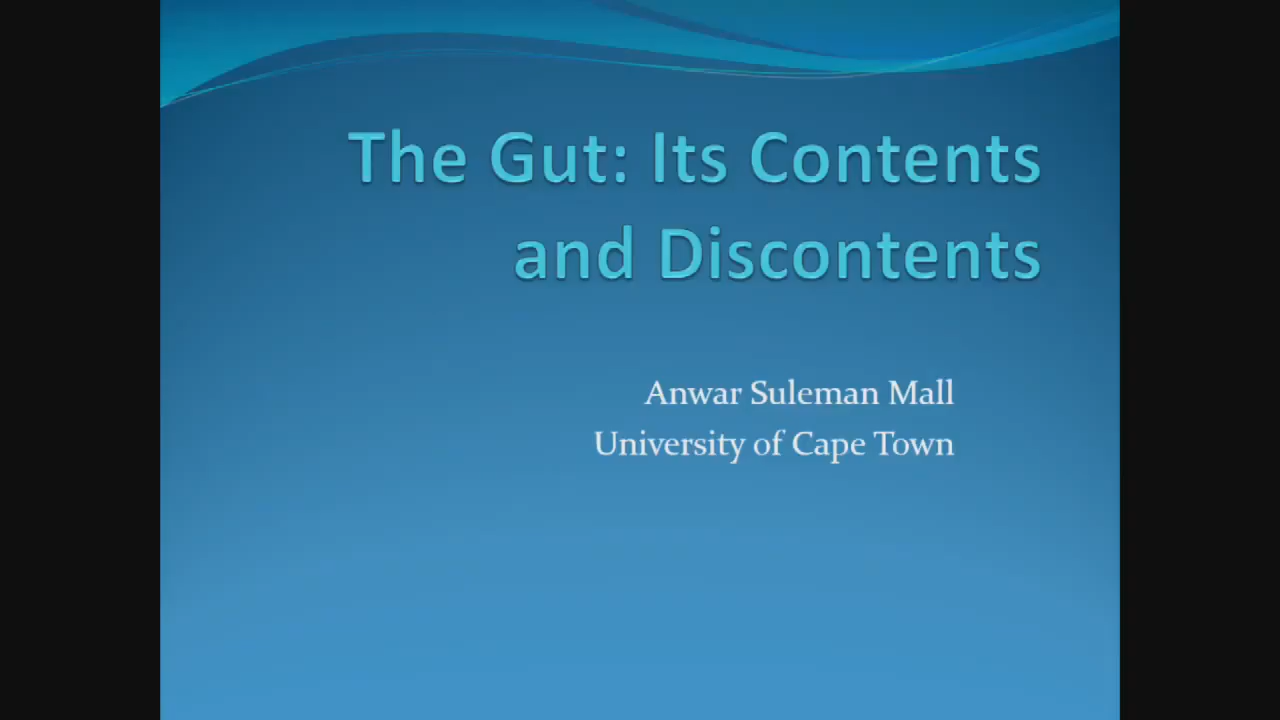 The Gut: Its Contents
and Discontents
Anwar Suleman Mall
University of Cape Town